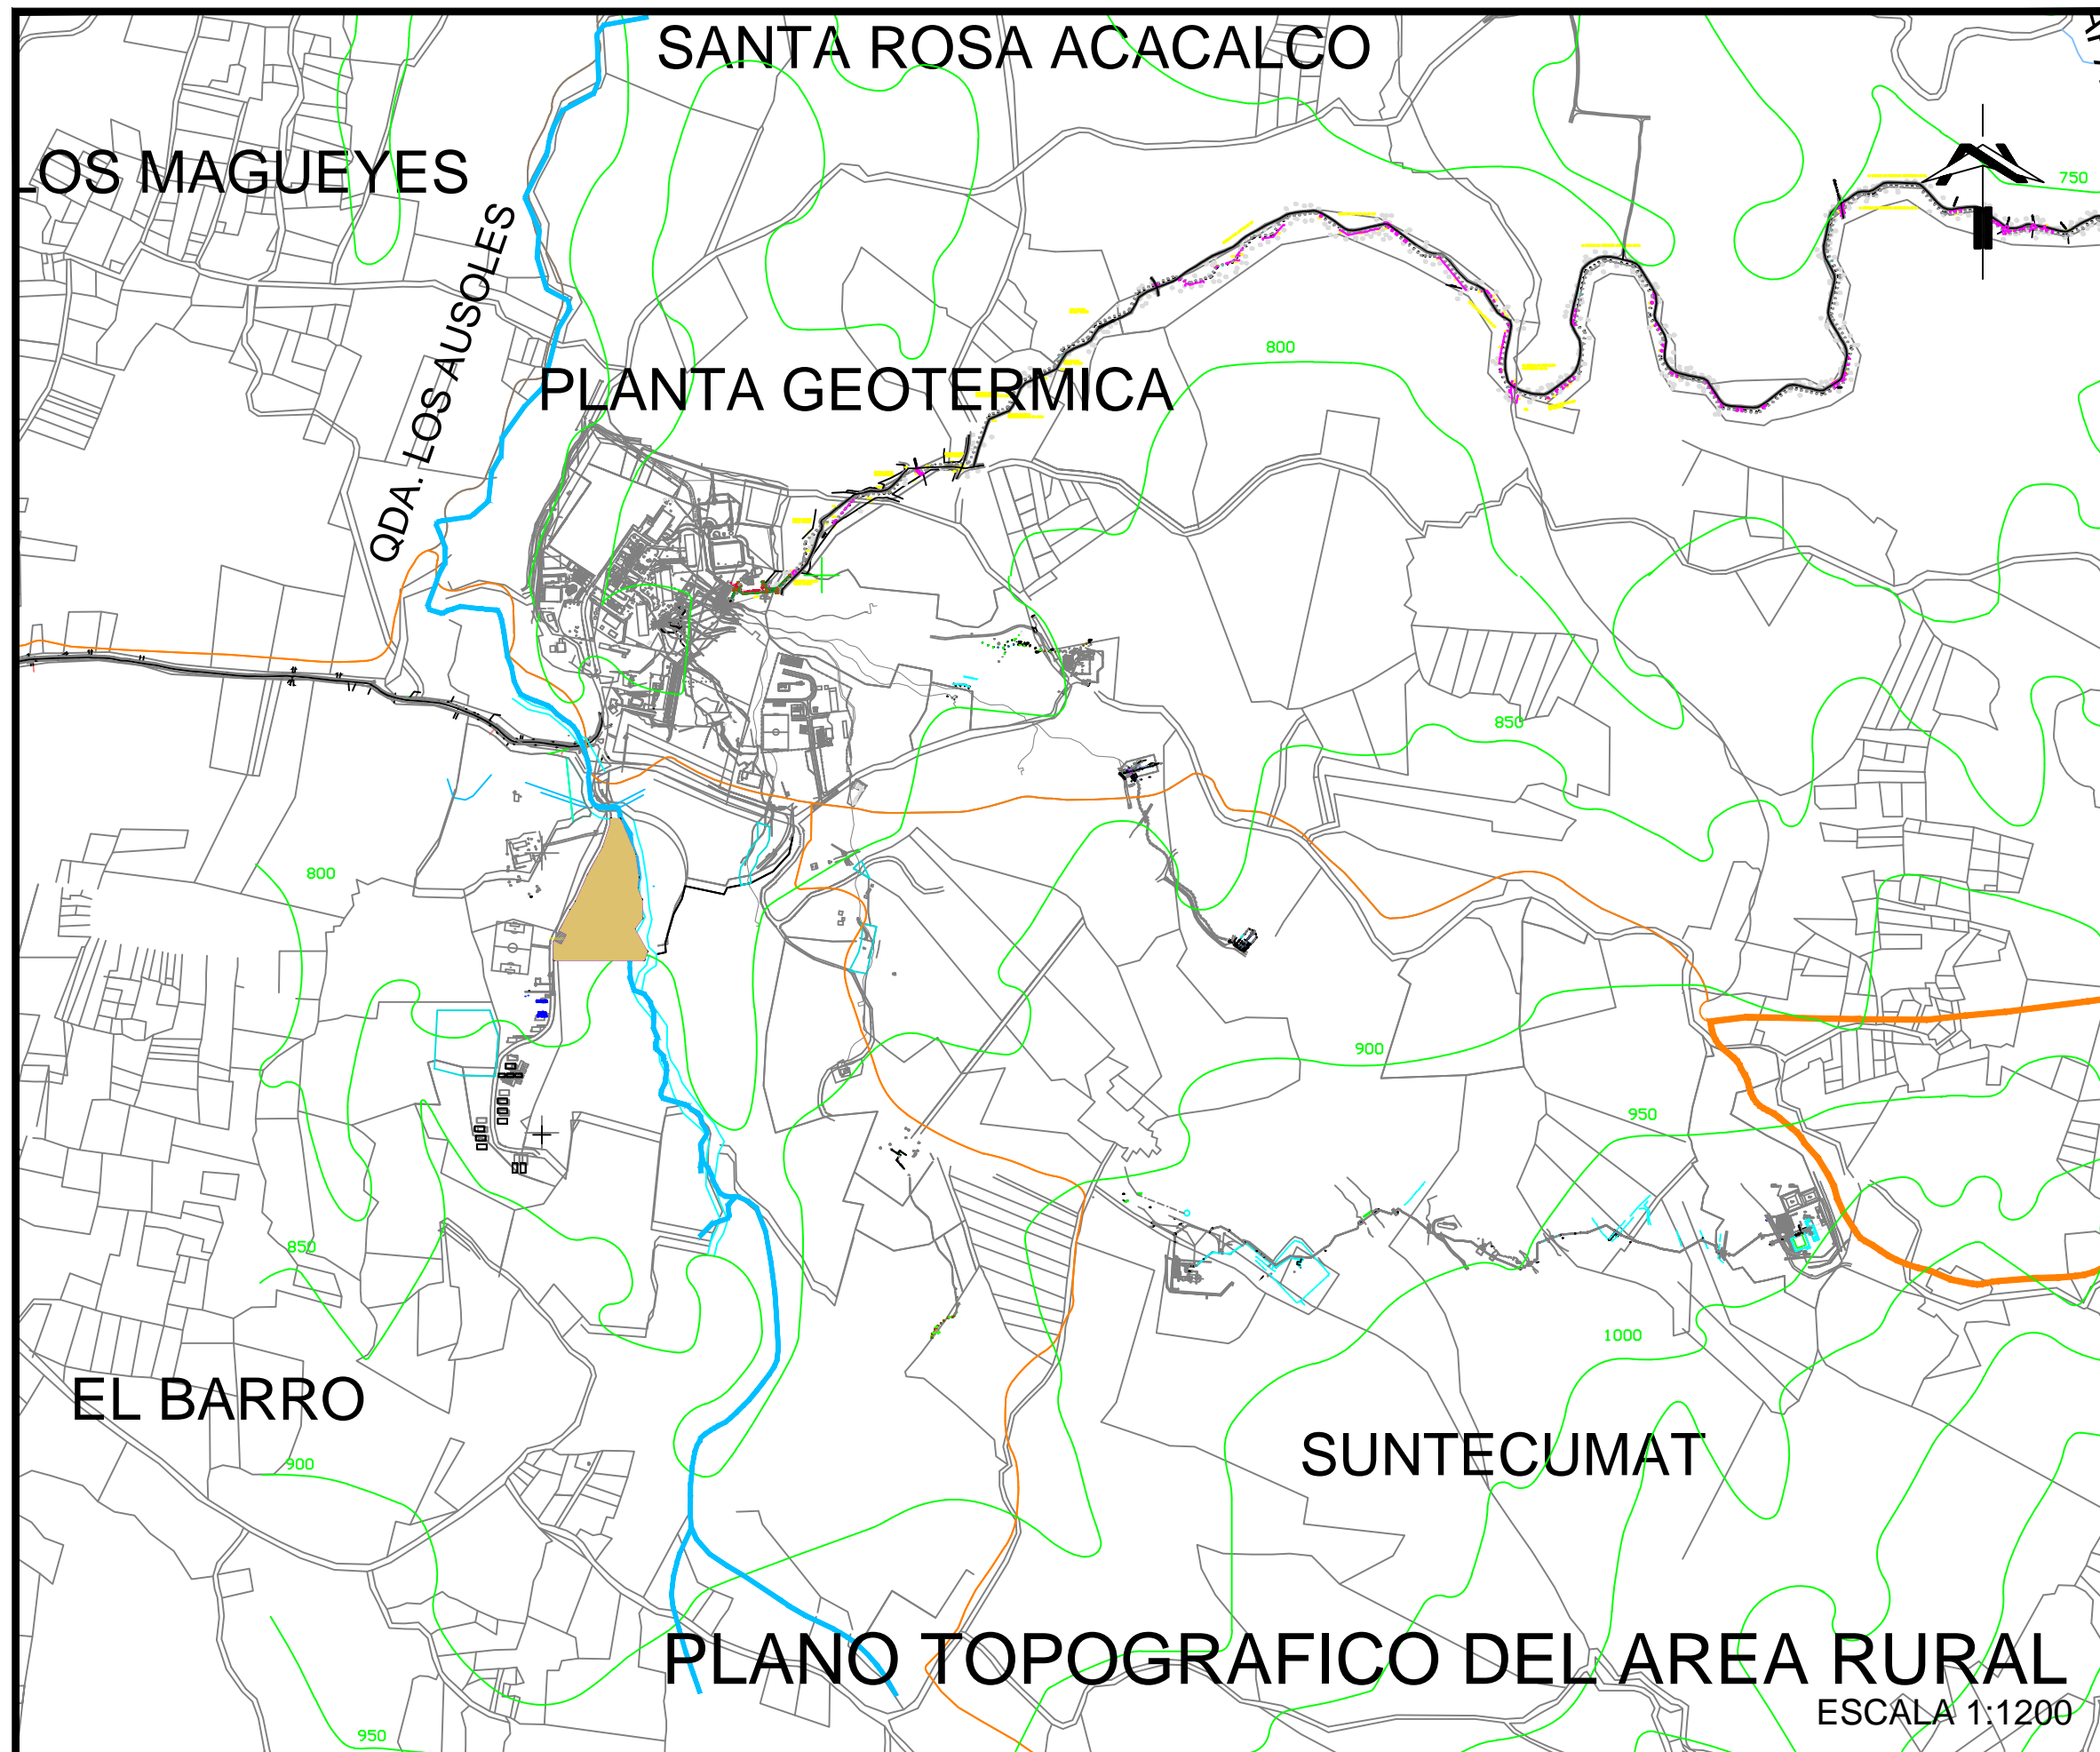 SANTA ROSA ACACALCO
LOS MAGUEYES
750
QDA. LOS AUSOLES
800
PLANTA GEOTERMICA
850
800
900
950
850
1000
EL BARRO
SUNTECUMAT
900
PLANO TOPOGRAFICO DEL AREA RURAL
ESCALA 1:1200
950